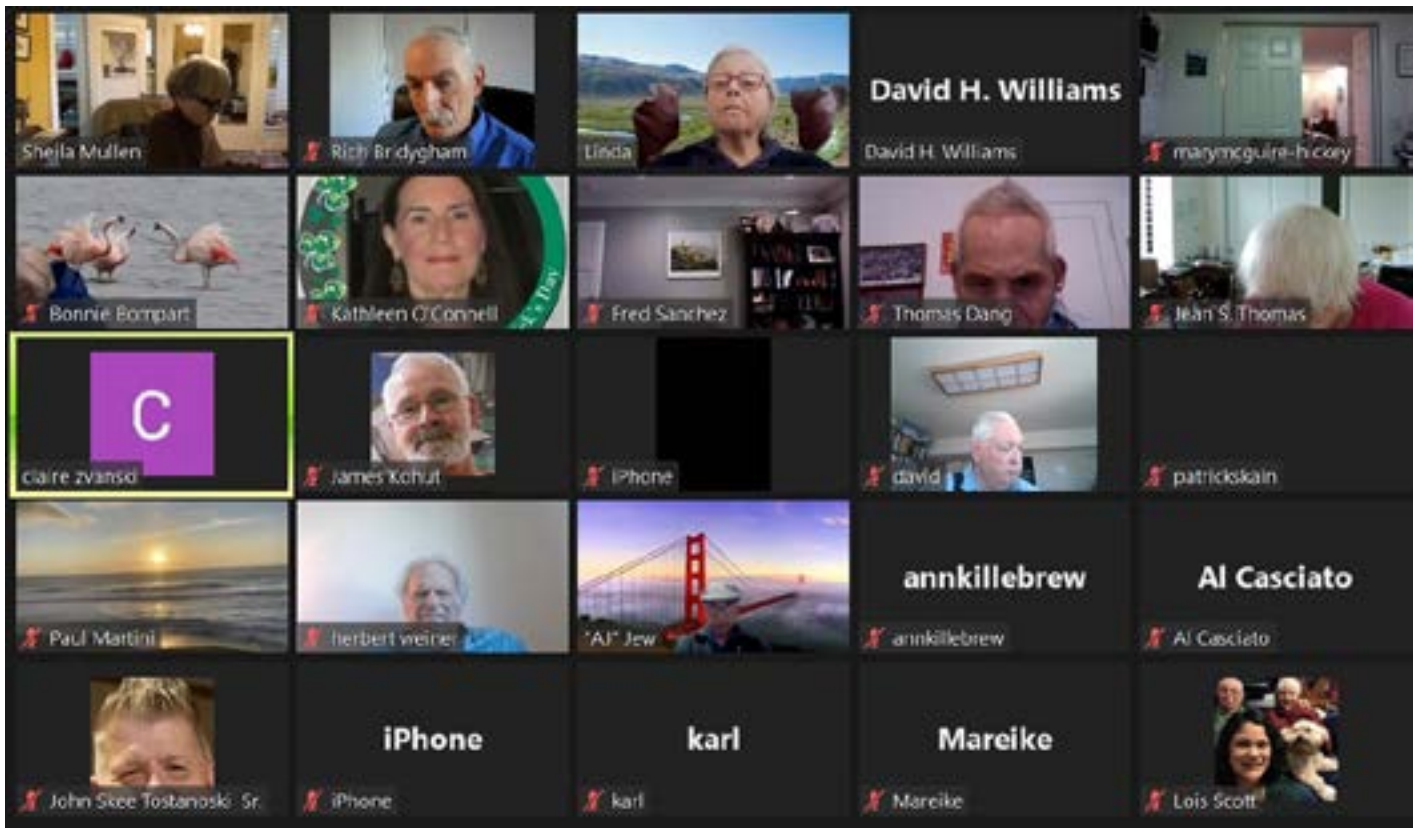 Sheila Mullen
Rich Bridygham
Linda
David H. Williams
David H. Williams
marymcguire-hickey
Bonnie Bompart
Kathleen O'Connell
's Day
Fred Sanchez
Thomas Dang
Jean S. Thomas
C
claire zvanski
James Kohut
iPhone
david
patrickskain
Paul Martini
herbert weiner
"AJ" Jew
annkillebrew
annkillebrew
Al Casciato
Al Casciato
John Skee Tostanoski Sr.
iPhone
iPhone
karl
karl
Mareike
Mareike
Lois Scott